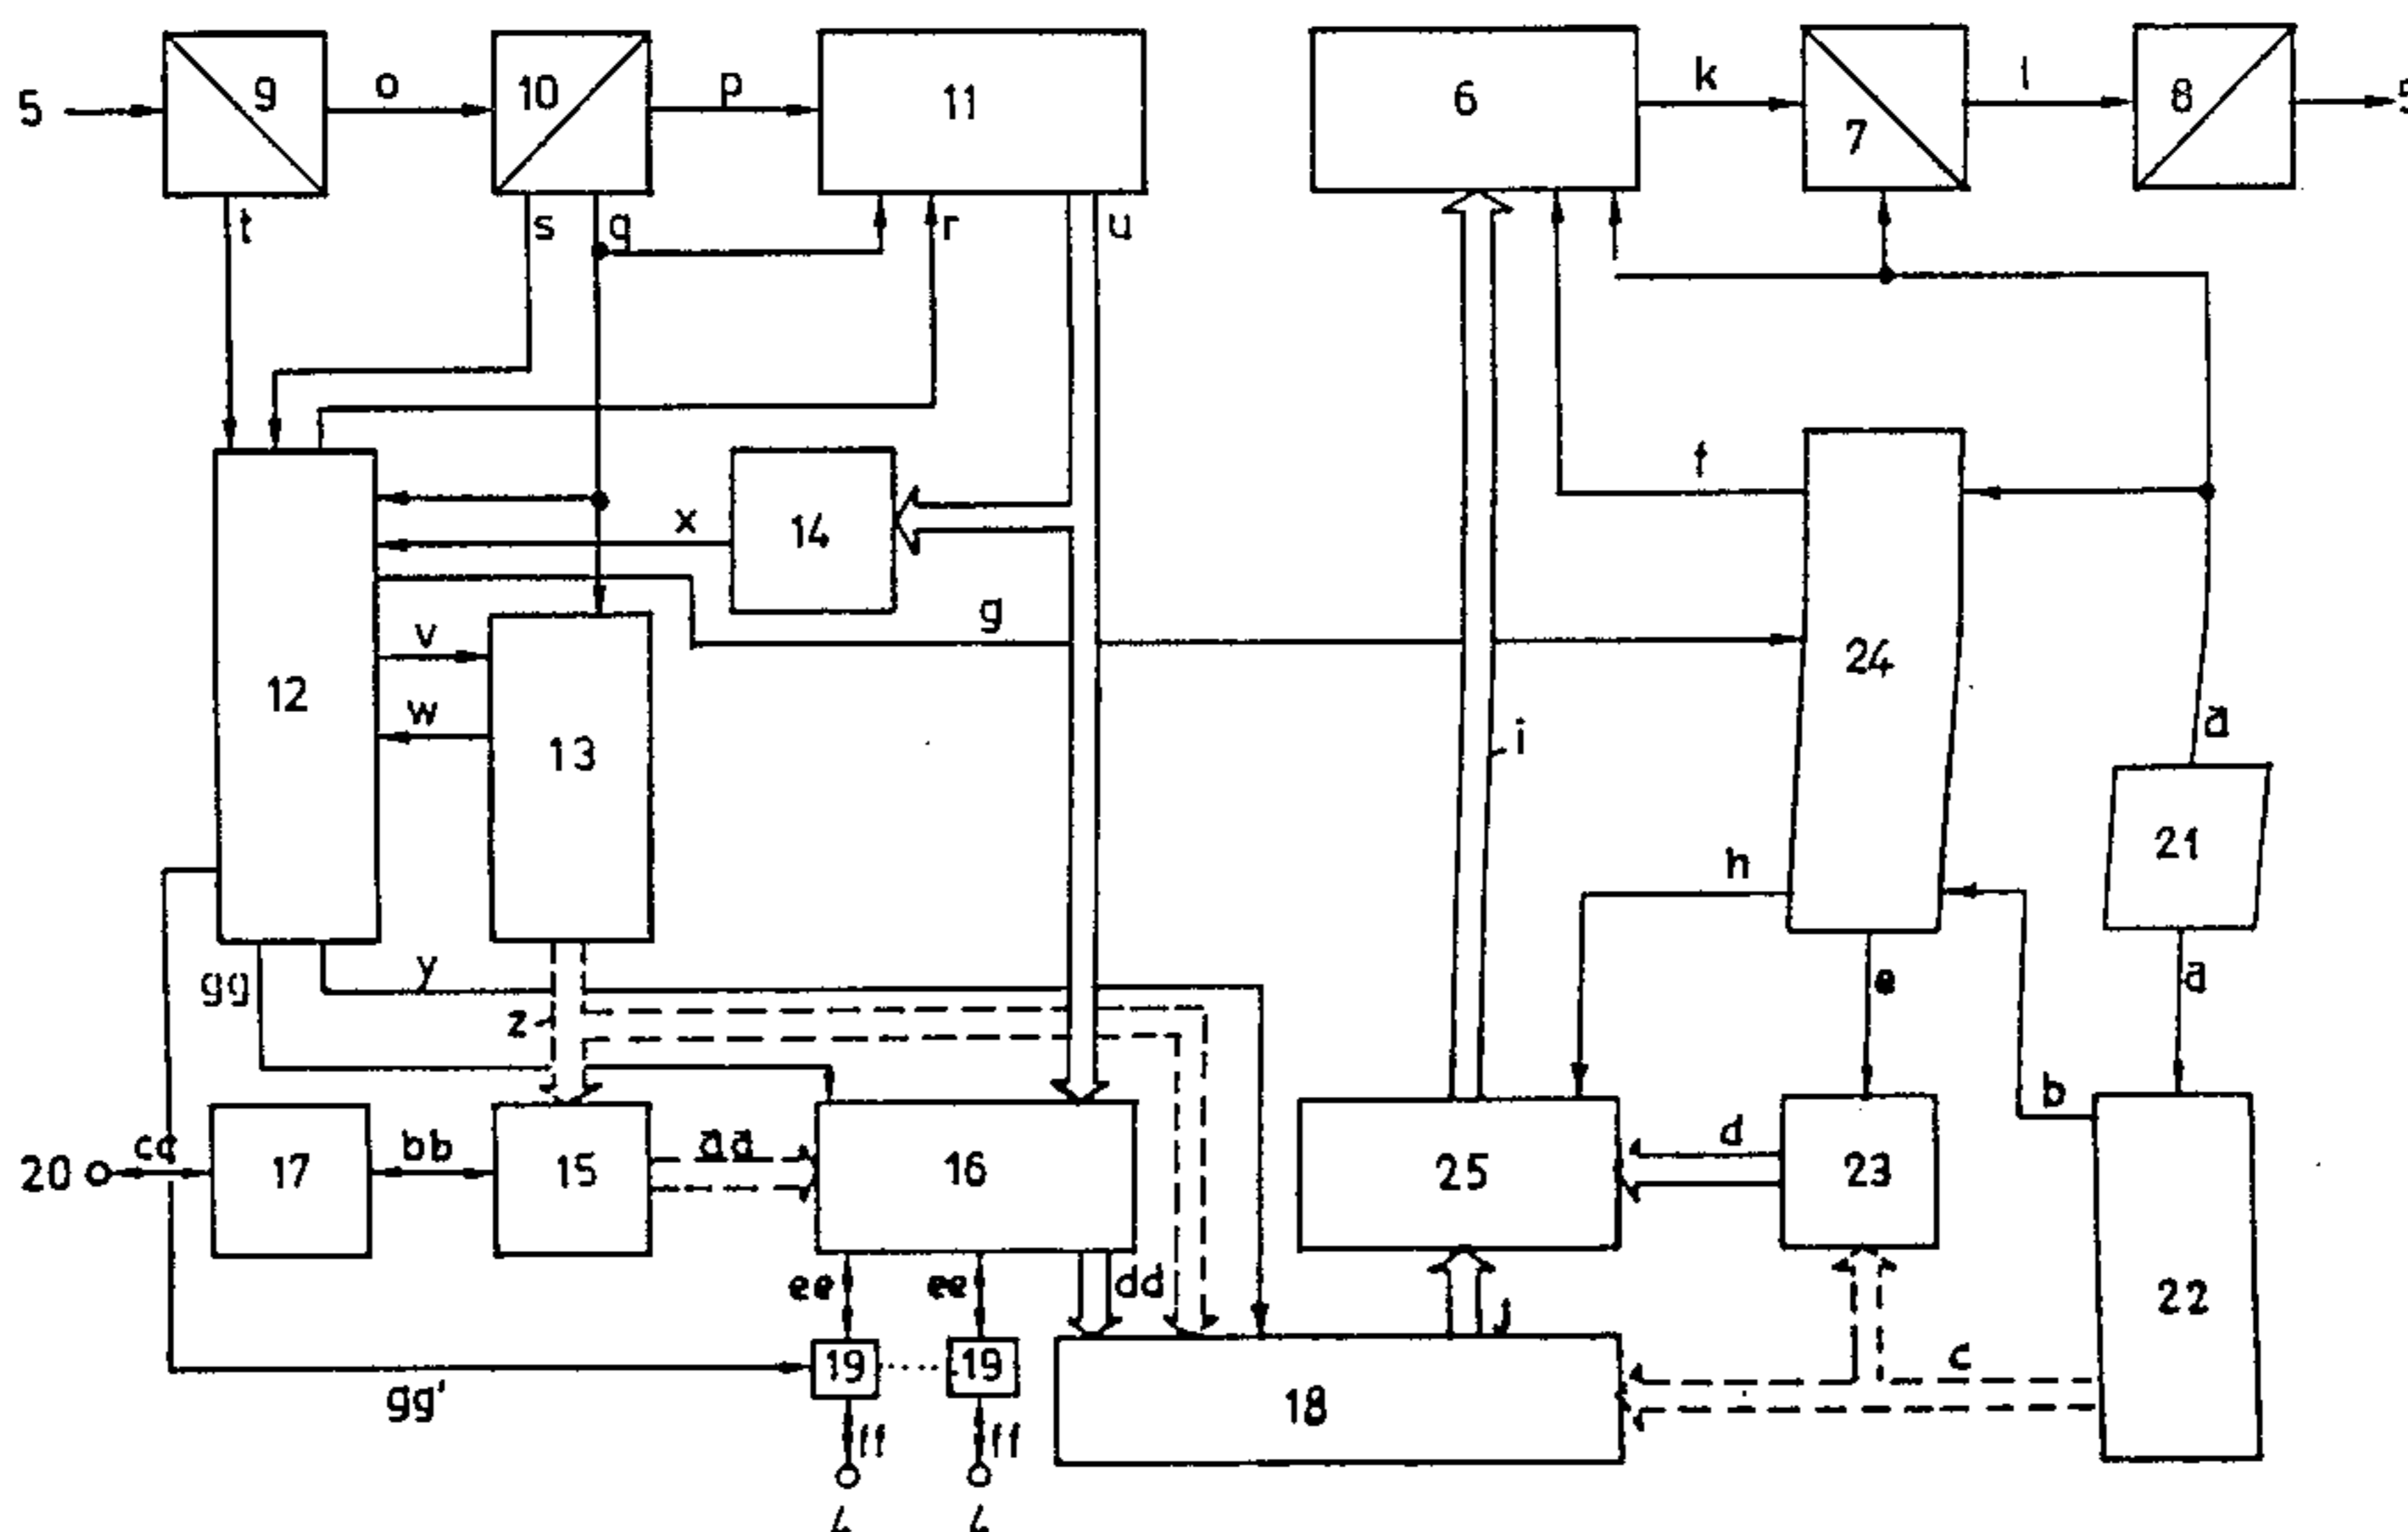 5 9 o 10 p 11 6 k 7 l 8 5
t s q r u
f
x 14
g
v 24
12 w 13 i a
21
h
gg y e a
z
b
20 cc 17 bb 15 aa 16 25 d 23
ee ee dd 22
j
19 19 c
gg' 18
ff ff
4 4